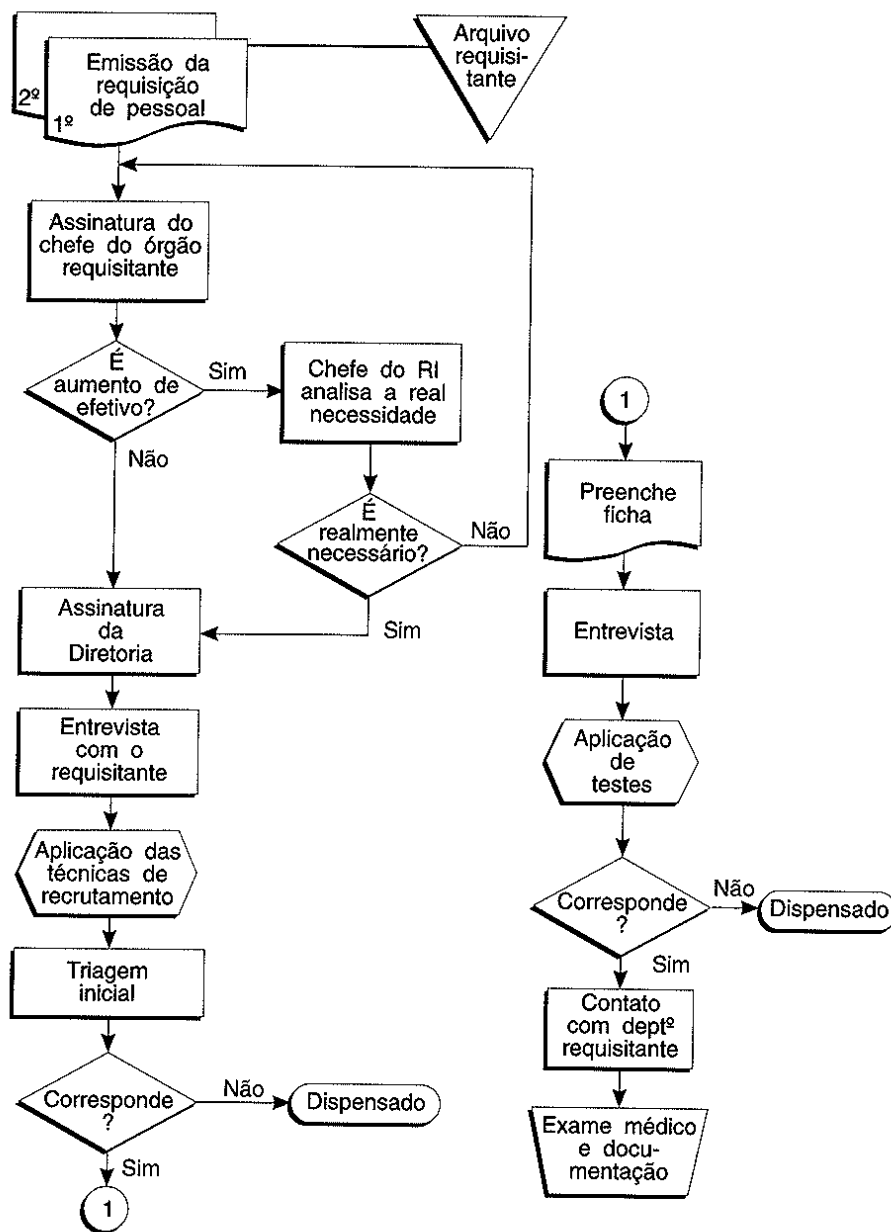 Emissão da
requisição
de pessoal
2º
1º
Arquivo
requisi-
tante
Assinatura do
chefe do órgão
requisitante
É
aumento de
efetivo?
Sim
Não
Chefe do RI
analisa a real
necessidade
É
realmente
necessário?
Não
Sim
Assinatura
da
Diretoria
Entrevista
com o
requisitante
Aplicação das
técnicas de
recrutamento
Triagem
inicial
Corresponde
?
Não
Dispensado
Sim
1
1
Preenche
ficha
Entrevista
Aplicação
de
testes
Corresponde
?
Não
Dispensado
Sim
Contato
com deptº
requisitante
Exame médico
e docu-
mentação